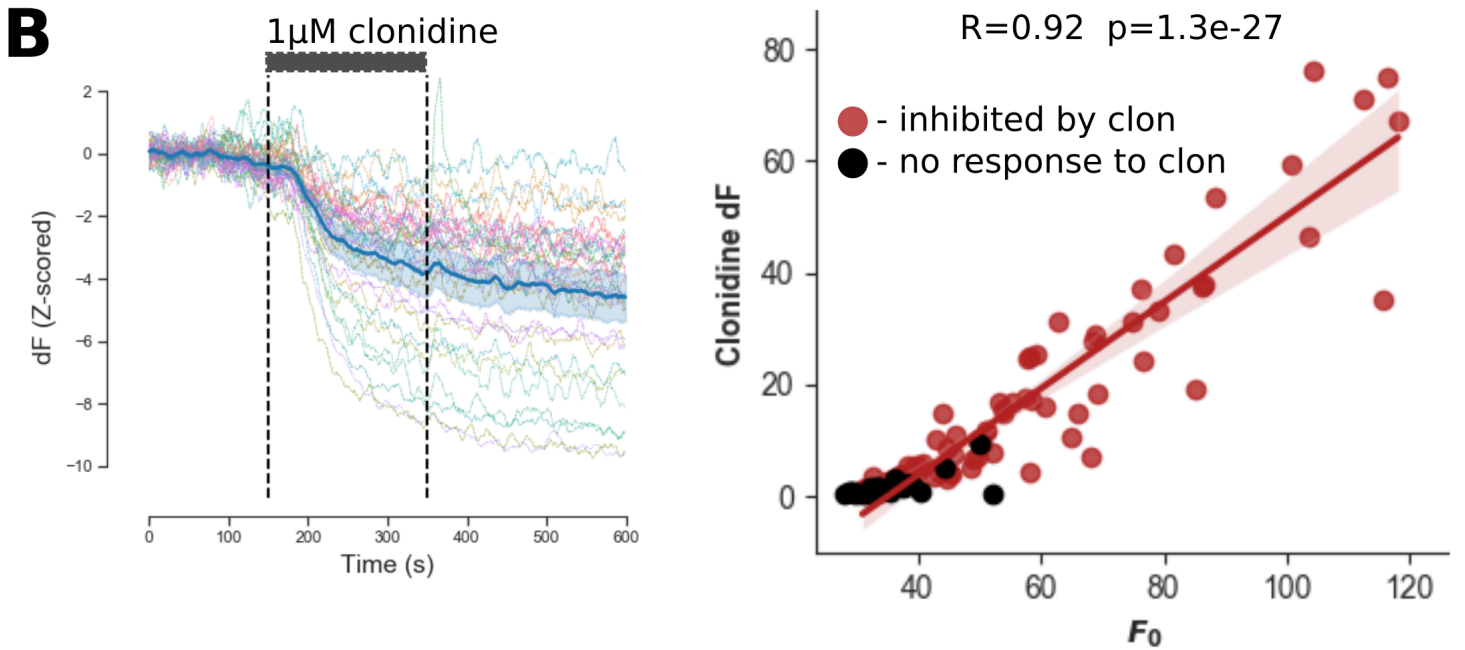 B
1µM clonidine
dF (Z-scored)
2
0
−2
−4
−6
−8
−10
0 100 200 300 400 500 600
Time (s)
R=0.92 p=1.3e-27
- inhibited by clon
- no response to clon
Clonidine dF
80
60
40
20
0
40 60 80 100 120
F0